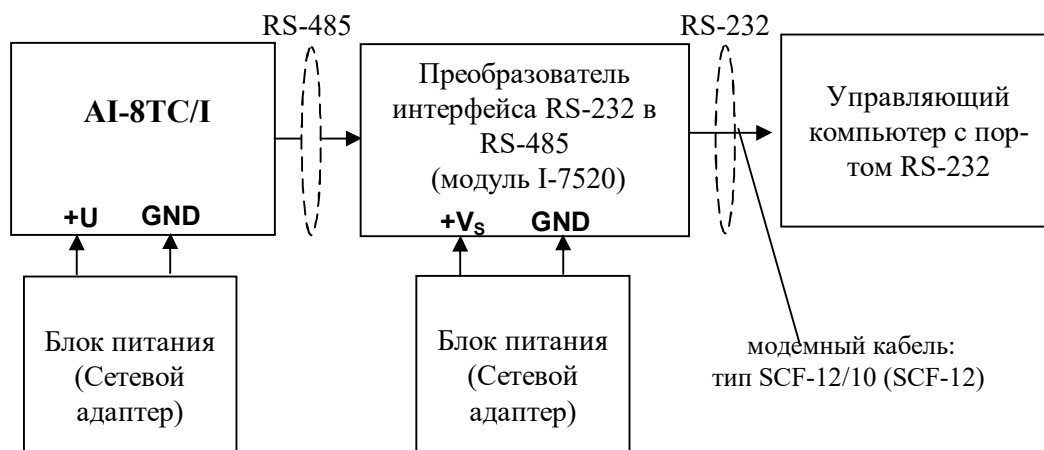 RS-485
RS-232
AI-8TC/I
+U
GND
Преобразователь
интерфейса RS-232 в
RS-485
(модуль I-7520)
+VS
GND
Управляющий
компьютер с пор-
том RS-232
Блок питания
(Сетевой
адаптер)
Блок питания
(Сетевой
адаптер)
модемный кабель:
тип SCF-12/10 (SCF-12)